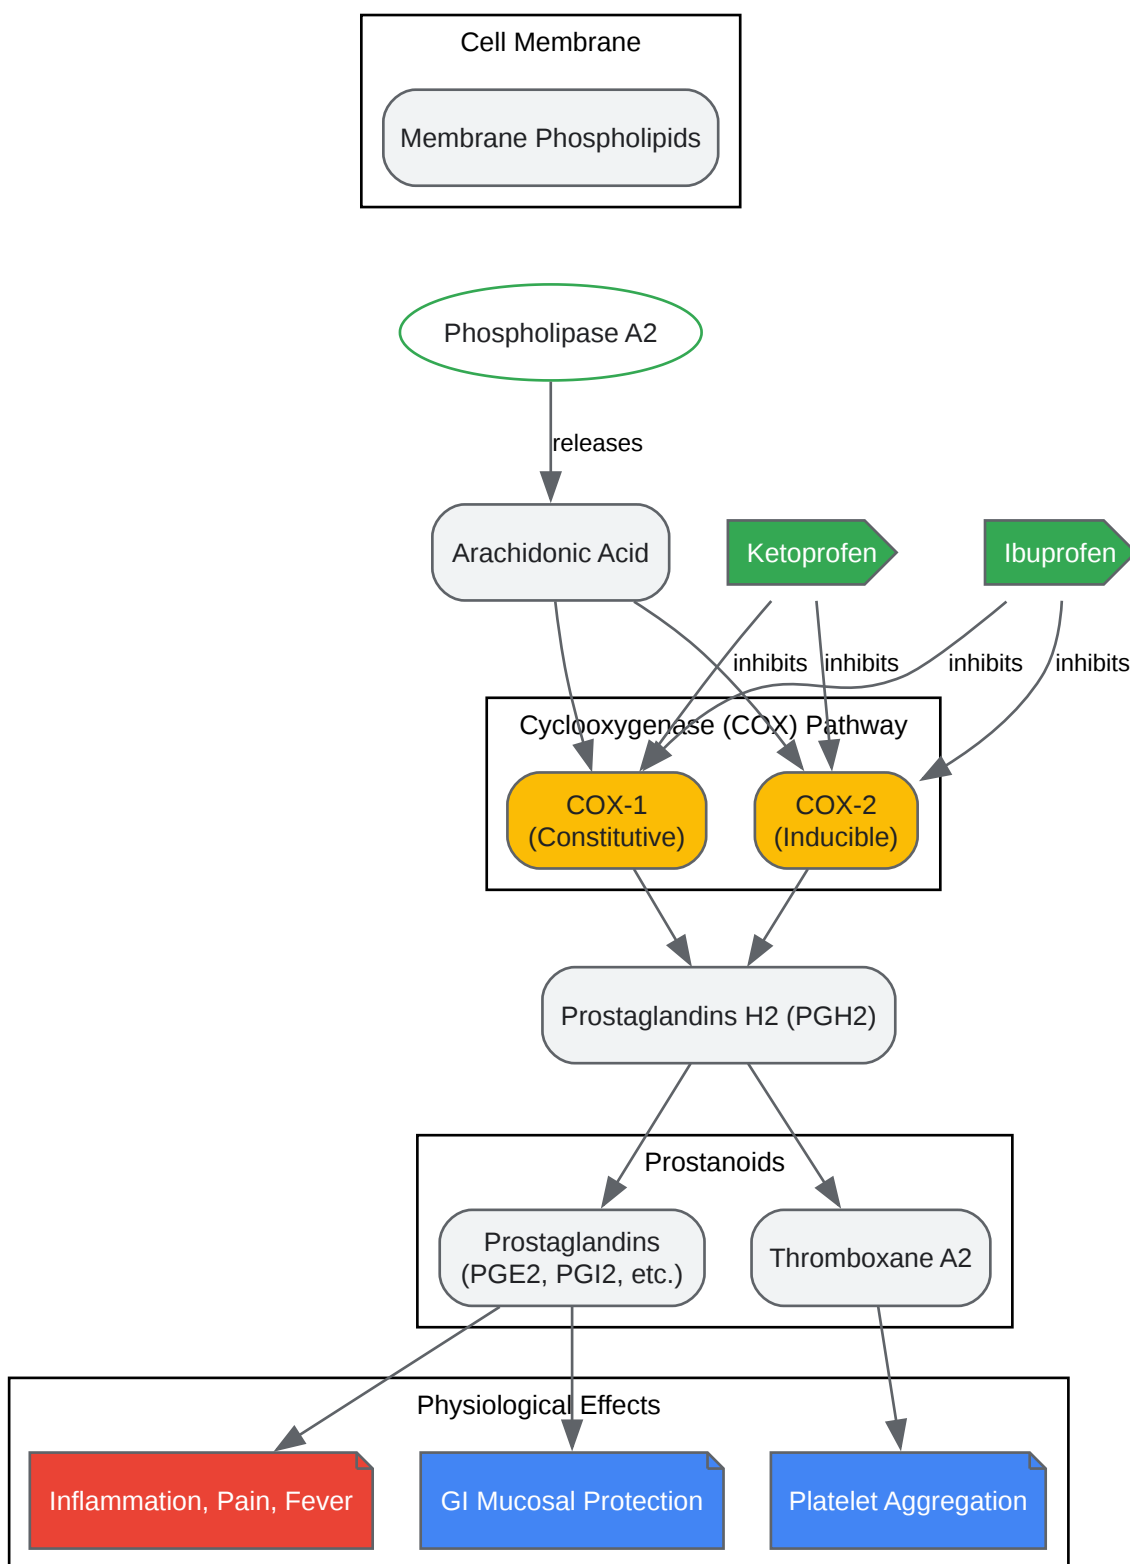 Cell Membrane
Membrane Phospholipids
Phospholipase A2
releases
Arachidonic Acid
Ketoprofen
Ibuprofen
inhibits
inhibits
inhibits
inhibits
Cyclooxygenase (COX) Pathway
COX-1
(Constitutive)
COX-2
(Inducible)
Prostaglandins H2 (PGH2)
Prostanoids
Prostaglandins
(PGE2, PGI2, etc.)
Thromboxane A2
Physiological Effects
Inflammation, Pain, Fever
GI Mucosal Protection
Platelet Aggregation